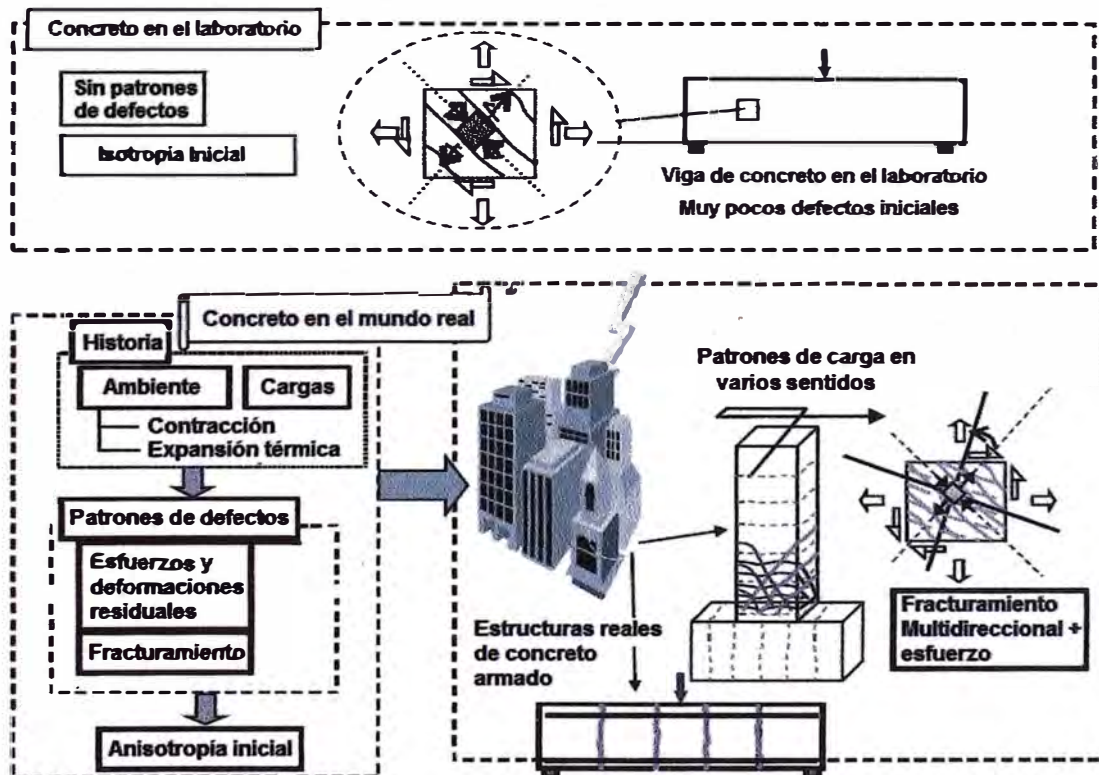 Concreto en el laboratorio
Sin patrones
de defectos
Isotropía Inicial
Viga de concreto en el laboratorio
Muy pocos defectos iniciales
Concreto en el mundo real
Historia
Ambiente
Cargas
Contracción
Expansión térmica
Patrones de defectos
Esfuerzos y
deformaciones
residuales
Fracturamiento
Anisotropía inicial
Patrones de carga en
varios sentidos
Estructuras reales
de concreto
armado
Fracturamiento
Multidireccional +
esfuerzo